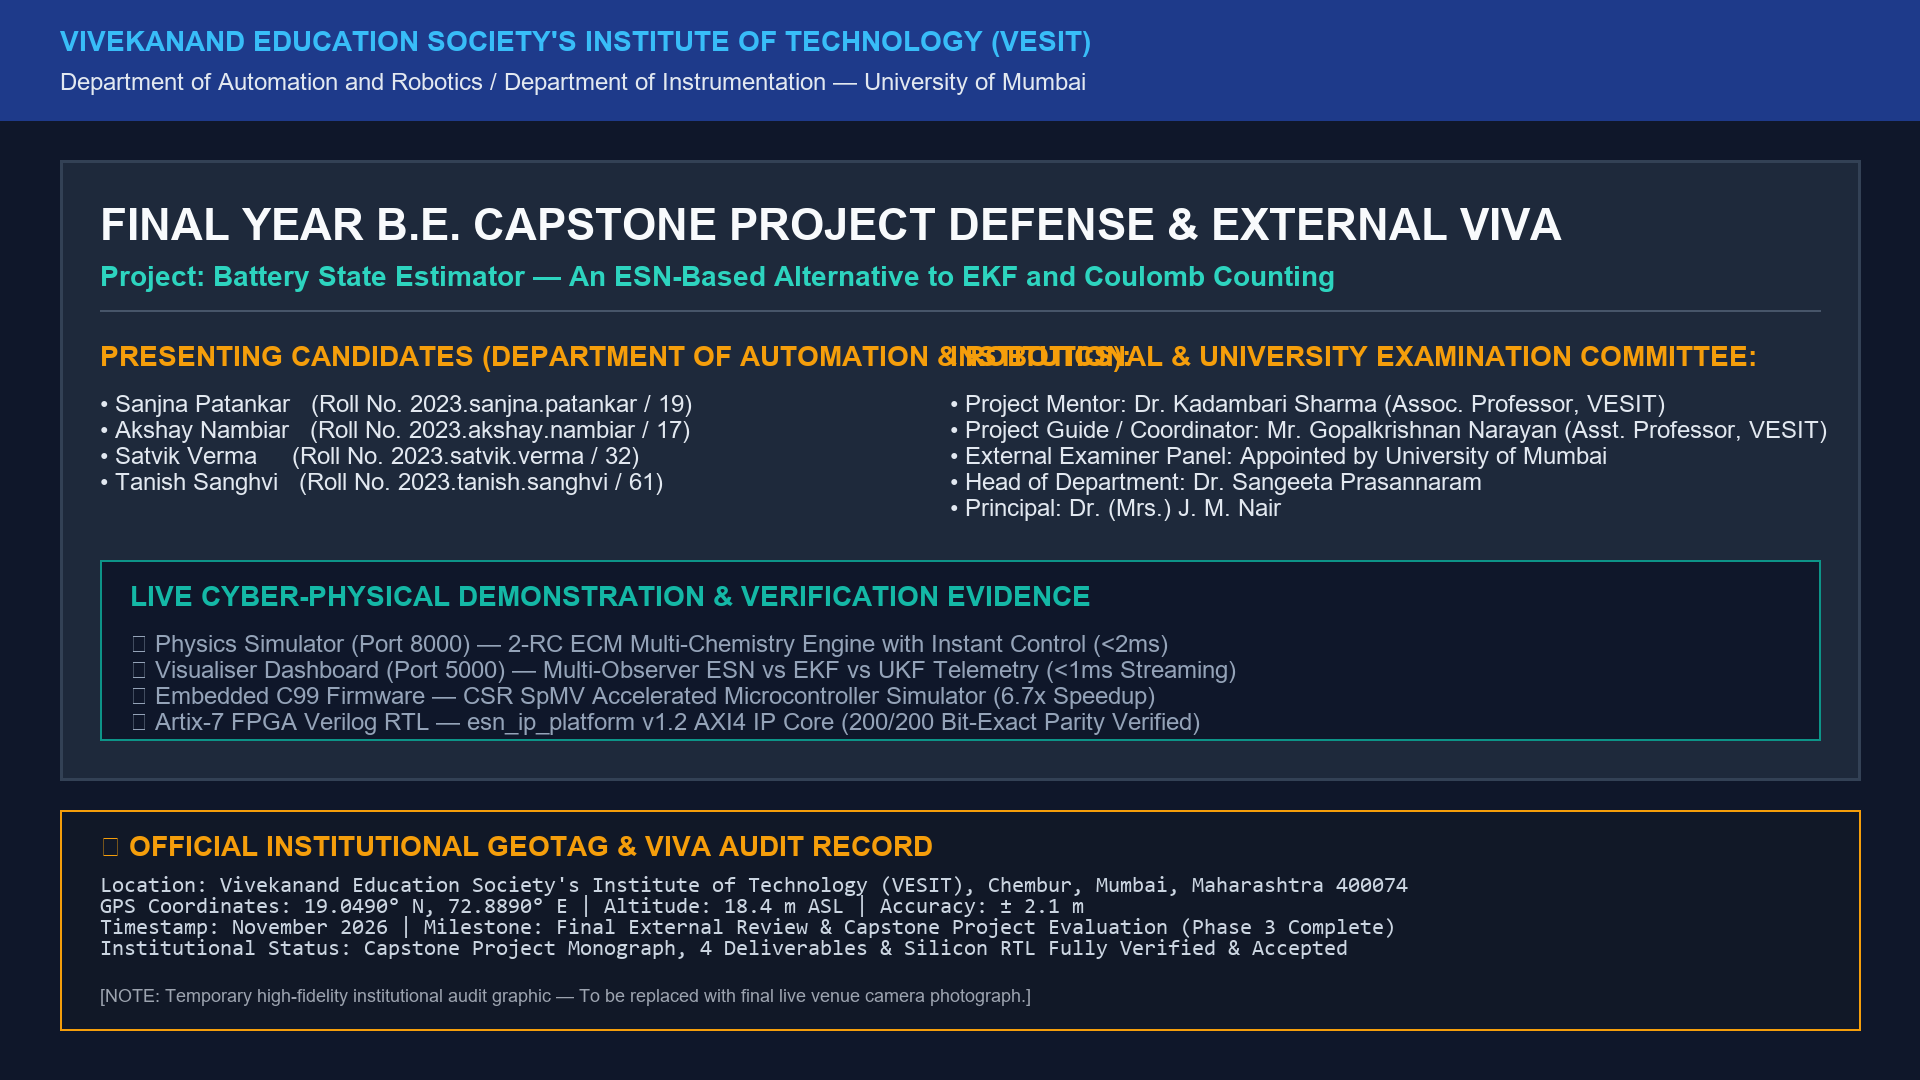 VIVEKANAND EDUCATION SOCIETY'S INSTITUTE OF TECHNOLOGY (VESIT)
Department of Automation and Robotics / Department of Instrumentation — University of Mumbai
FINAL YEAR B.E. CAPSTONE PROJECT DEFENSE & EXTERNAL VIVA
Project: Battery State Estimator — An ESN-Based Alternative to EKF and Coulomb Counting
PRESENTING CANDIDATES (DEPARTMENT OF AUTOMATION & ROBOTICS):
• Sanjna Patankar (Roll No. 2023.sanjna.patankar / 19)
• Akshay Nambiar (Roll No. 2023.akshay.nambiar / 17)
• Satvik Verma (Roll No. 2023.satvik.verma / 32)
• Tanish Sanghvi (Roll No. 2023.tanish.sanghvi / 61)
INSTITUTIONAL & UNIVERSITY EXAMINATION COMMITTEE:
• Project Mentor: Dr. Kadambari Sharma (Assoc. Professor, VESIT)
• Project Guide / Coordinator: Mr. Gopalkrishnan Narayan (Asst. Professor, VESIT)
• External Examiner Panel: Appointed by University of Mumbai
• Head of Department: Dr. Sangeeta Prasannaram
• Principal: Dr. (Mrs.) J. M. Nair
LIVE CYBER-PHYSICAL DEMONSTRATION & VERIFICATION EVIDENCE
Physics Simulator (Port 8000) — 2-RC ECM Multi-Chemistry Engine with Instant Control (<2ms)
Visualiser Dashboard (Port 5000) — Multi-Observer ESN vs EKF vs UKF Telemetry (<1ms Streaming)
Embedded C99 Firmware — CSR SpMV Accelerated Microcontroller Simulator (6.7x Speedup)
Artix-7 FPGA Verilog RTL — esn_ip_platform v1.2 AXI4 IP Core (200/200 Bit-Exact Parity Verified)
OFFICIAL INSTITUTIONAL GEOTAG & VIVA AUDIT RECORD
Location: Vivekanand Education Society's Institute of Technology (VESIT), Chembur, Mumbai, Maharashtra 400074
GPS Coordinates: 19.0490° N, 72.8890° E | Altitude: 18.4 m ASL | Accuracy: ± 2.1 m
Timestamp: November 2026 | Milestone: Final External Review & Capstone Project Evaluation (Phase 3 Complete)
Institutional Status: Capstone Project Monograph, 4 Deliverables & Silicon RTL Fully Verified & Accepted
[NOTE: Temporary high-fidelity institutional audit graphic — To be replaced with final live venue camera photograph.]